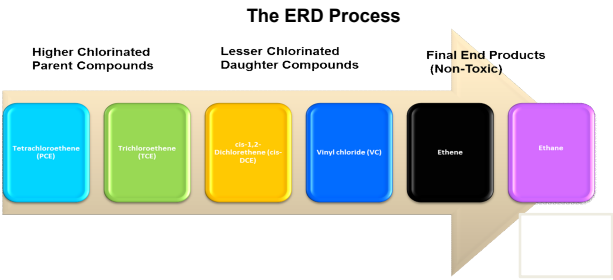 The ERD Process
Higher Chlorinated
Parent Compounds
Lesser Chlorinated
Daughter Compounds
Final End Products
(Non-Toxic)
Tetrachloroethene
(PCE)
Trichloroethene
(TCE)
cis-1,2-
Dichlorethene (cis-
DCE)
Vinyl chloride (VC)
Ethene
Ethane